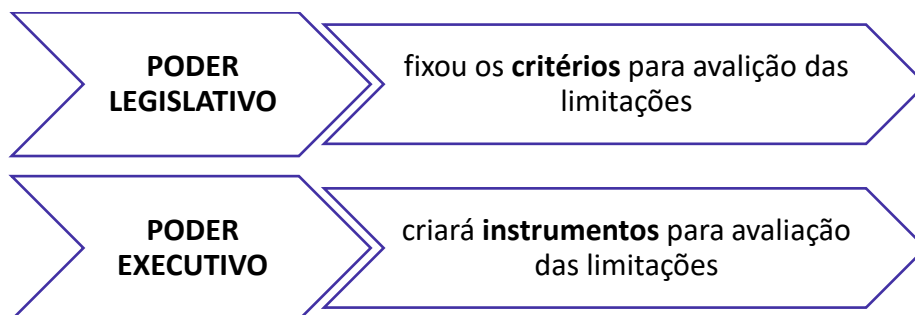 PODER
LEGISLATIVO
fixou os critérios para avalição das
limitações
PODER
EXECUTIVO
criará instrumentos para avaliação
das limitações